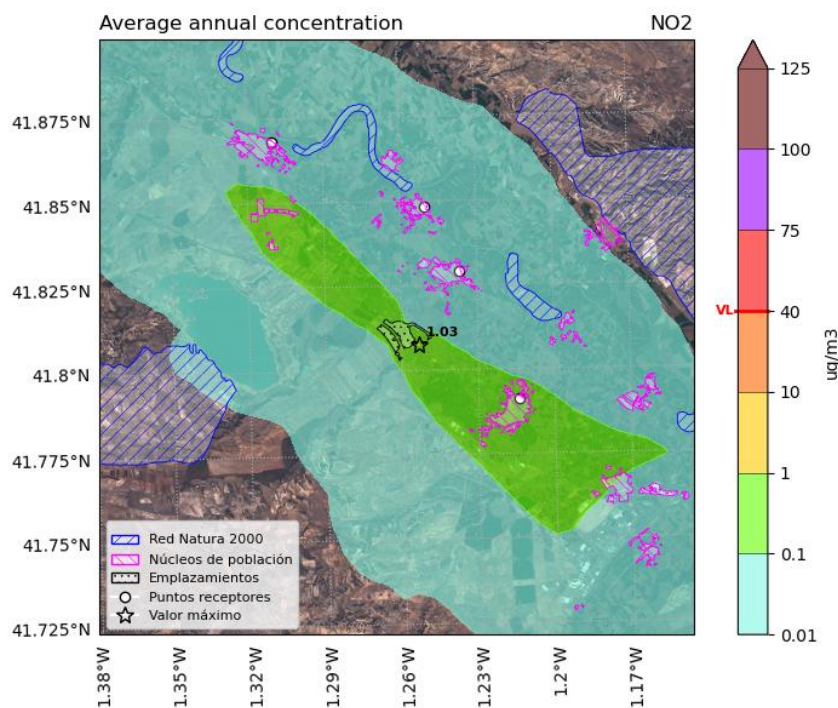 Average annual concentration
NO2
41.875°N
41.85°N
41.825°N
41.8°N
41.775°N
41.75°N
41.725°N
1.03
Red Natura 2000
Núcleos de población
Emplazamientos
Puntos receptores
Valor máximo
1.38°W
1.35°W
1.32°W
1.29°W
1.26°W
1.23°W
1.2°W
1.17°W
125
100
75
VL
40
10
1
0.1
0.01
ug/m3